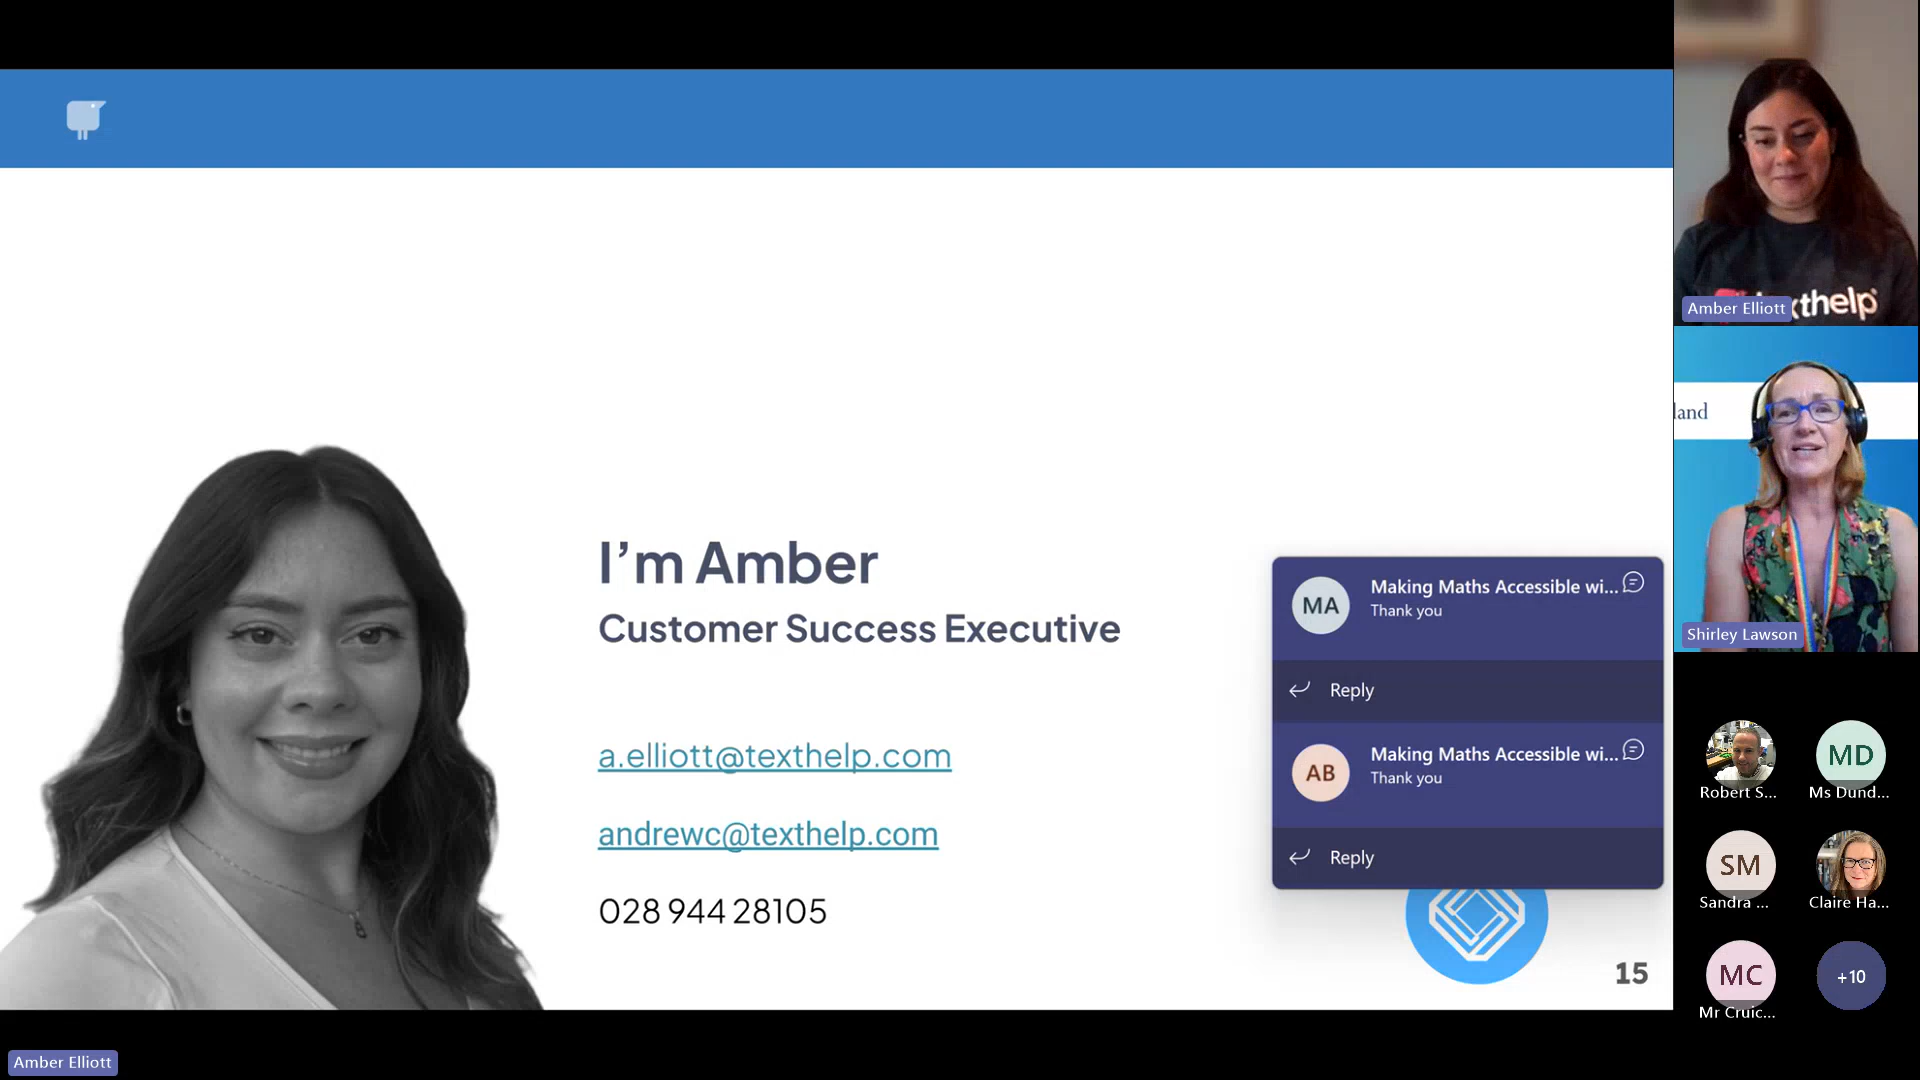 I’m Amber
Customer Success Executive
a.elliott@texthelp.com
andrewc@texthelp.com
028 944 28105
15
MA
Making Maths Accessible wi...
Thank you
Reply
AB
Making Maths Accessible wi...
Thank you
Reply
Amber Elliott
texthelp
Amber Elliott
land
Shirley Lawson
Robert S...
MD
Ms Dund...
SM
Sandra ...
Claire Ha...
MC
Mr Cruic...
+10